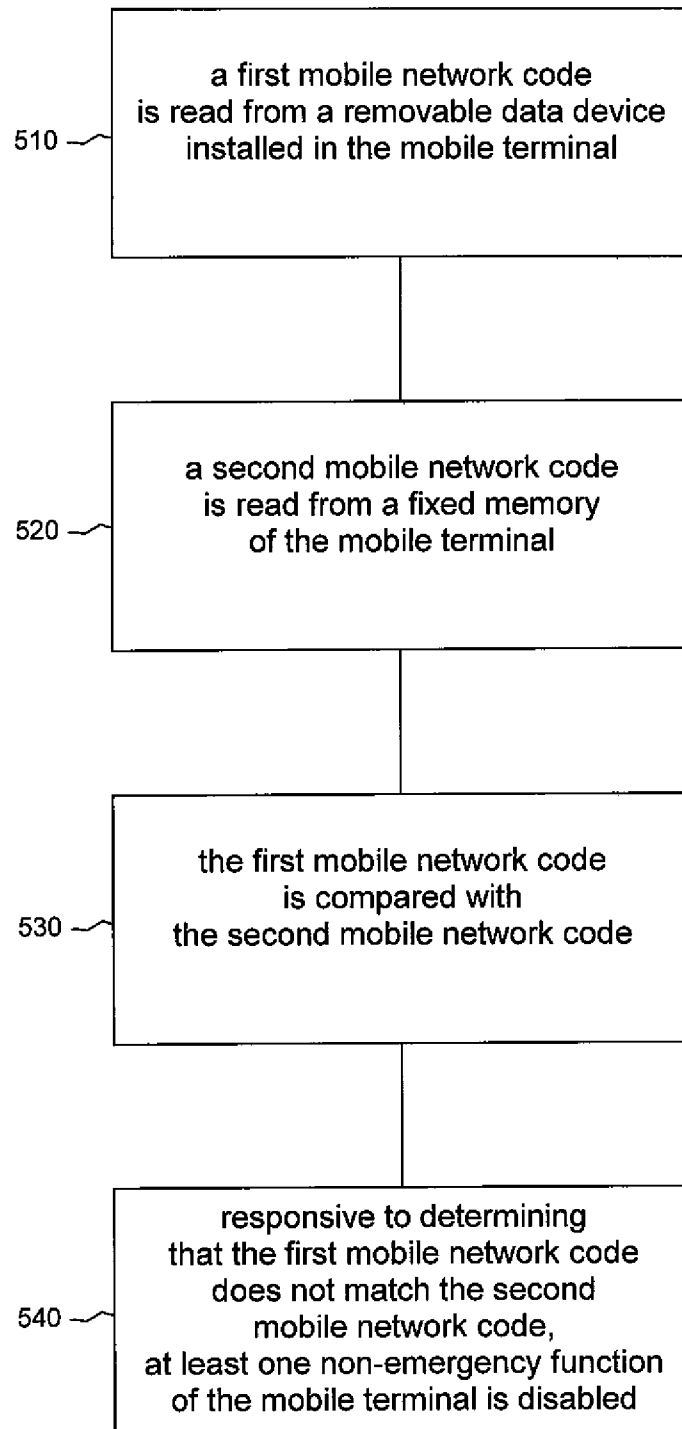 a first mobile network code
is read from a removable data device
installed in the mobile terminal
510
a second mobile network code
is read from a fixed memory
of the mobile terminal
520
the first mobile network code
is compared with
the second mobile network code
530
responsive to determining
that the first mobile network code
does not match the second
mobile network code,
at least one non-emergency function
of the mobile terminal is disabled
540